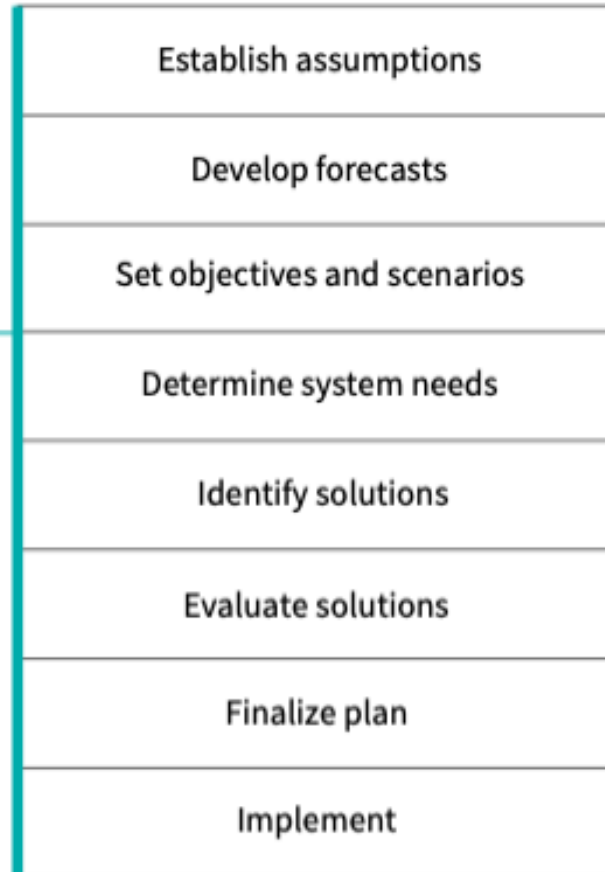 Establish assumptions
Develop forecasts
Set objectives and scenarios
Determine system needs
Identify solutions
Evaluate solutions
Finalize plan
Implement